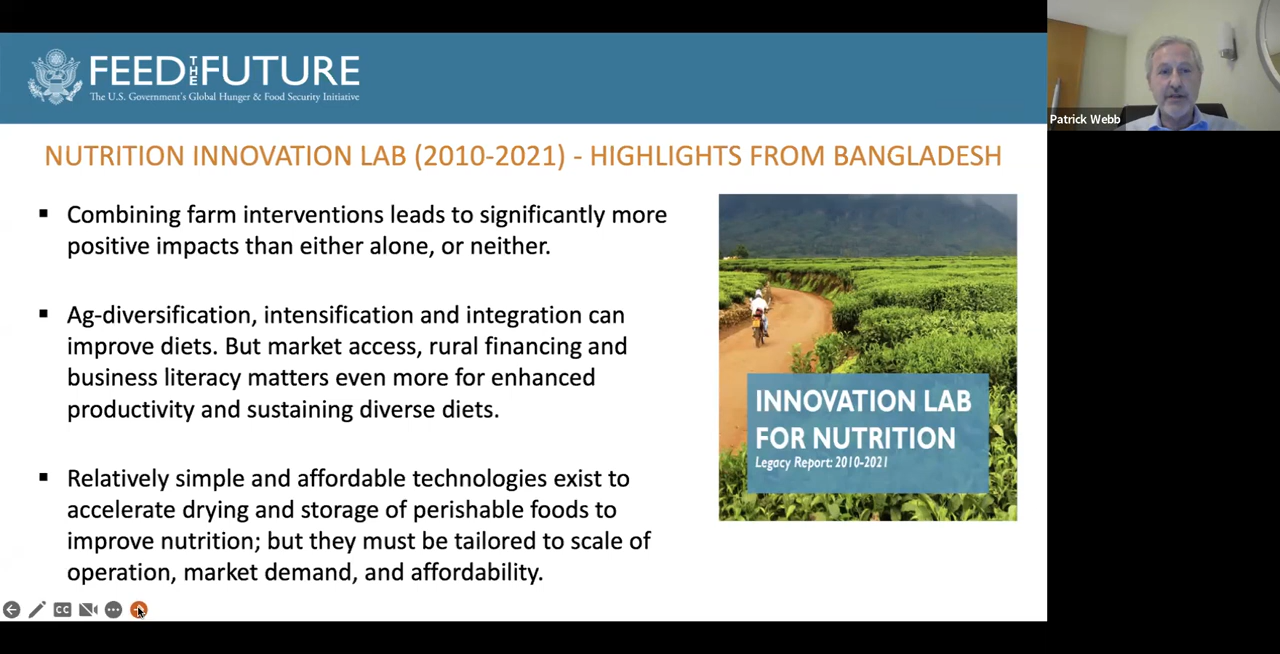 FEED THE FUTURE
The U.S. Government's Global Hunger & Food Security Initiative
Patrick Webb
NUTRITION INNOVATION LAB (2010-2021) - HIGHLIGHTS FROM BANGLADESH
▪ Combining farm interventions leads to significantly more
positive impacts than either alone, or neither.
▪ Ag-diversification, intensification and integration can
improve diets. But market access, rural financing and
business literacy matters even more for enhanced
productivity and sustaining diverse diets.
▪ Relatively simple and affordable technologies exist to
accelerate drying and storage of perishable foods to
improve nutrition; but they must be tailored to scale of
operation, market demand, and affordability.
INNOVATION LAB
FOR NUTRITION
Legacy Report: 2010-2021
CC